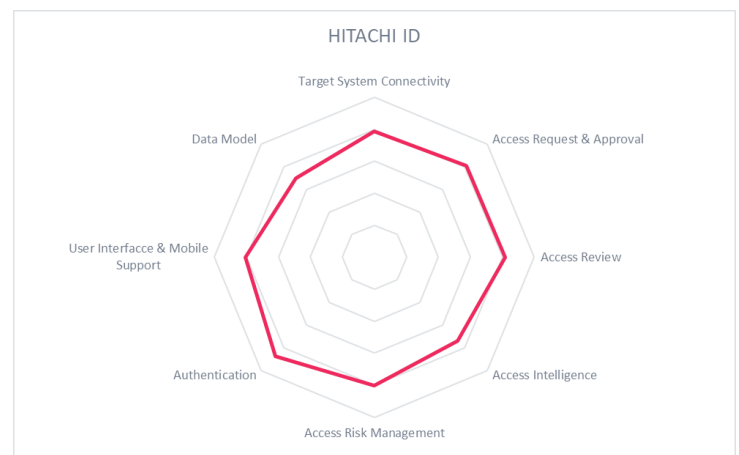 HITACHI ID
Target System Connectivity
Data Model
Access Request & Approval
User Interfacce & Mobile
Support
Access Review
Authentication
Access Intelligence
Access Risk Management